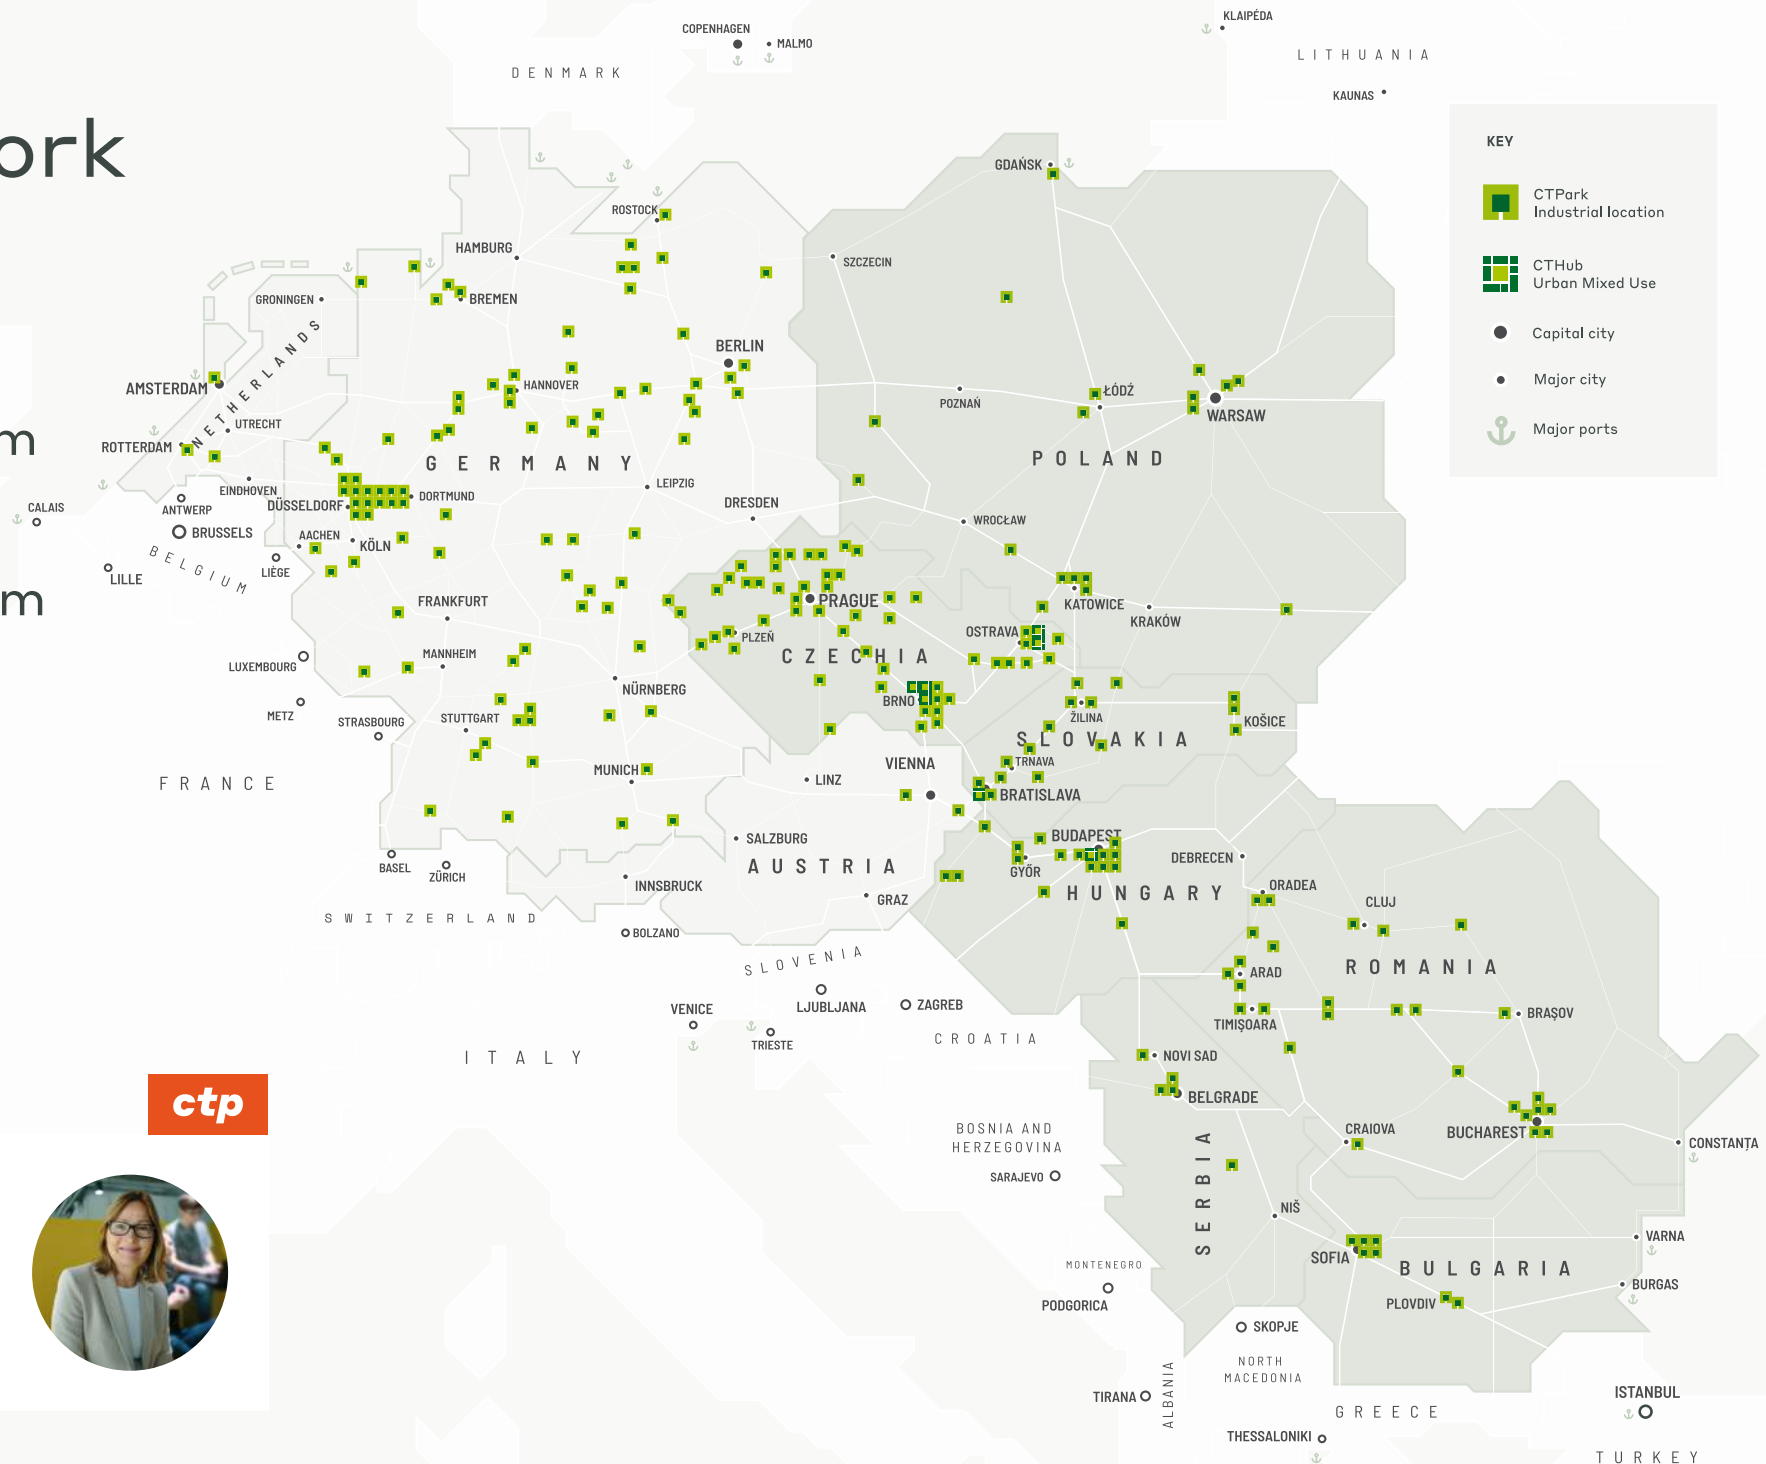 ork
m
m
KEY
CTPark
Industrial location
CTHub
Urban Mixed Use
Capital city
Major city
Major ports
KLAIPÉDA
LITHUANIA
KAUNAS
COPENHAGEN
MALMO
DENMARK
GDAŃSK
ROSTOCK
HAMBURG
SZCZECIN
GRONINGEN
BREMEN
NETHERLANDS
BERLIN
AMSTERDAM
HANNOVER
UTRECHT
ROTTERDAM
POZNAŃ
ŁÓDŹ
WARSAW
GERMANY
POLAND
EINDHOVEN
DÜSSELDORF
DORTMUND
LEIPZIG
DRESDEN
WROCŁAW
CALAIS
ANTWERP
BRUSSELS
AACHEN
KÖLN
BELGIUM
LIÈGE
LILLE
FRANKFURT
PRAGUE
KATOWICE
KRAKÓW
OSTRAVA
PLZEŇ
CZECHIA
LUXEMBOURG
MANNHEIM
NÜRNBERG
BRNO
METZ
STRASBOURG
STUTTGART
ŽILINA
KOŠICE
SLOVAKIA
FRANCE
MUNICH
LINZ
VIENNA
TRNAVA
BRATISLAVA
SALZBURG
BUDAPEST
BASEL
ZÜRICH
AUSTRIA
GYŐR
DEBRECEN
INNSBRUCK
GRAZ
HUNGARY
ORADEA
CLUJ
SWITZERLAND
BOLZANO
SLOVENIA
ROMANIA
ARAD
VENICE
LJUBLJANA
ZAGREB
TRIESTE
CROATIA
TIMIȘOARA
BRAȘOV
ITALY
NOVI SAD
BELGRADE
ctp
BOSNIA AND
HERZEGOVINA
SERBIA
CRAIOVA
BUCHAREST
CONSTANȚA
SARAJEVO
NIŠ
SOFIA
VARNA
MONTENEGRO
BULGARIA
PODGORICA
PLOVDIV
BURGAS
SKOPJE
NORTH
MACEDONIA
TIRANA
ALBANIA
GREECE
ISTANBUL
THESSALONIKI
TURKEY